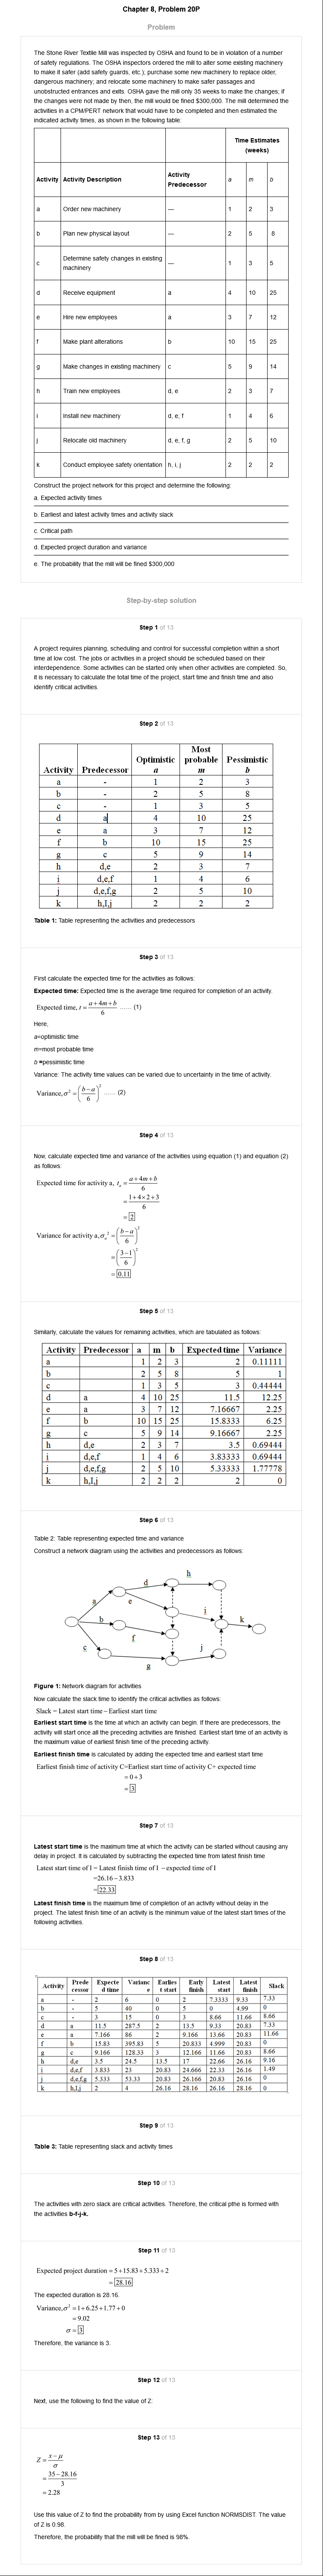 Chapter 8, Problem 20P
Problem
The Stone River Textile Mill was inspected by OSHA and found to be in violation of a number
of safety regulations. The OSHA inspectors ordered the mill to alter some existing machinery
to make it safer (add safety guards, etc.); purchase some new machinery to replace older,
dangerous machinery; and relocate some machinery to make safer passages and
unobstructed entrances and exits. OSHA gave the mill only 35 weeks to make the changes; if
the changes were not made by then, the mill would be fined $300,000. The mill determined the
activities in a CPM/PERT network that would have to be completed and then estimated the
indicated activity times, as shown in the following table:
Time Estimates
(weeks)
Activity Activity Description Activity Predecessor a m b
a Order new machinery — 1 2 3
b Plan new physical layout — 2 5 8
c Determine safety changes in existing machinery — 1 3 5
d Receive equipment a 4 10 25
e Hire new employees a 3 7 12
f Make plant alterations b 10 15 25
g Make changes in existing machinery c 5 9 14
h Train new employees d, e 2 3 7
i Install new machinery d, e, f 1 4 6
j Relocate old machinery d, e, f, g 2 5 10
k Conduct employee safety orientation h, i, j 2 2 2
Construct the project network for this project and determine the following:
a. Expected activity times
b. Earliest and latest activity times and activity slack
c. Critical path
d. Expected project duration and variance
e. The probability that the mill will be fined $300,000
Step-by-step solution
Step 1 of 13
A project requires planning, scheduling and control for successful completion within a short
time at low cost. The jobs or activities in a project should be scheduled based on their
interdependence. Some activities can be started only when other activities are completed. So,
it is necessary to calculate the total time of the project, start time and finish time and also
identify critical activities.
Step 2 of 13
Activity Predecessor Optimistic a Most probable m Pessimistic b
a - 1 2 3
b - 2 5 8
c - 1 3 5
d a 4 10 25
e a 3 7 12
f b 10 15 25
g c 5 9 14
h d,e 2 3 7
i d,e,f 1 4 6
j d,e,f,g 2 5 10
k h,I,j 2 2 2
Table 1: Table representing the activities and predecessors
Step 3 of 13
First calculate the expected time for the activities as follows:
Expected time: Expected time is the average time required for completion of an activity.
Expected time, t = a+4m+b / 6 ...... (1)
Here,
a=optimistic time
m=most probable time
b =pessimistic time
Variance: The activity time values can be varied due to uncertainty in the time of activity.
Variance, σ² = (b−a / 6)² ...... (2)
Step 4 of 13
Now, calculate expected time and variance of the activities using equation (1) and equation (2)
as follows:
Expected time for activity a, tₐ = a+4m+b / 6
= 1+4×2+3 / 6
= 2
Variance for activity a, σₐ² = (b−a / 6)²
= (3−1 / 6)²
= 0.11
Step 5 of 13
Similarly, calculate the values for remaining activities, which are tabulated as follows:
Activity Predecessor a m b Expected time Variance
a 1 2 3 2 0.11111
b 2 5 8 5 1
c 1 3 5 3 0.44444
d a 4 10 25 11.5 12.25
e a 3 7 12 7.16667 2.25
f b 10 15 25 15.8333 6.25
g c 5 9 14 9.16667 2.25
h d,e 2 3 7 3.5 0.69444
i d,e,f 1 4 6 3.83333 0.69444
j d,e,f,g 2 5 10 5.33333 1.77778
k h,I,j 2 2 2 2 0
Step 6 of 13
Table 2: Table representing expected time and variance
Construct a network diagram using the activities and predecessors as follows:
h
d
a
e
i
b
k
f
c
j
g
Figure 1: Network diagram for activities
Now calculate the slack time to identify the critical activities as follows:
Slack = Latest start time − Earliest start time
Earliest start time is the time at which an activity can begin. If there are predecessors, the
activity will start once all the preceding activities are finished. Earliest start time of an activity is
the maximum value of earliest finish time of the preceding activity.
Earliest finish time is calculated by adding the expected time and earliest start time
Earliest finish time of activity C=Earliest start time of activity C+ expected time
= 0+3
= 3
Step 7 of 13
Latest start time is the maximum time at which the activity can be started without causing any
delay in project. It is calculated by subtracting the expected time from latest finish time
Latest start time of I = Latest finish time of I − expected time of I
=26.16−3.833
=22.33
Latest finish time is the maximum time of completion of an activity without delay in the
project. The latest finish time of an activity is the minimum value of the latest start times of the
following activities.
Step 8 of 13
Activity Prede cessor Expecte d time Varianc e Earlies t start Early finish Latest start Latest finish Slack
a - 2 6 0 2 7.3333 9.33 7.33
b - 5 40 0 5 0 4.99 0
c - 3 15 0 3 8.66 11.66 8.66
d a 11.5 287.5 2 13.5 9.33 20.83 7.33
e a 7.166 86 2 9.166 13.66 20.83 11.66
f b 15.83 395.83 5 20.833 4.999 20.83 0
g c 9.166 128.33 3 12.166 11.66 20.83 8.66
h d,e 3.5 24.5 13.5 17 22.66 26.16 9.16
i d,e,f 3.833 23 20.83 24.666 22.33 26.16 1.49
j d,e,f,g 5.333 53.33 20.83 26.166 20.83 26.16 0
k h,I,j 2 4 26.16 28.16 26.16 28.16 0
Step 9 of 13
Table 3: Table representing slack and activity times
Step 10 of 13
The activities with zero slack are critical activities. Therefore, the critical pthe is formed with
the activities b-f-j-k.
Step 11 of 13
Expected project duration = 5+15.83+5.333+2
= 28.16
The expected duration is 28.16.
Variance, σ² = 1+6.25+1.77+0
= 9.02
σ = 3
Therefore, the variance is 3.
Step 12 of 13
Next, use the following to find the value of Z:
Step 13 of 13
Z = x−μ / σ
= 35−28.16 / 3
= 2.28
Use this value of Z to find the probability from by using Excel function NORMSDIST. The value
of Z is 0.98.
Therefore, the probability that the mill will be fined is 98%.